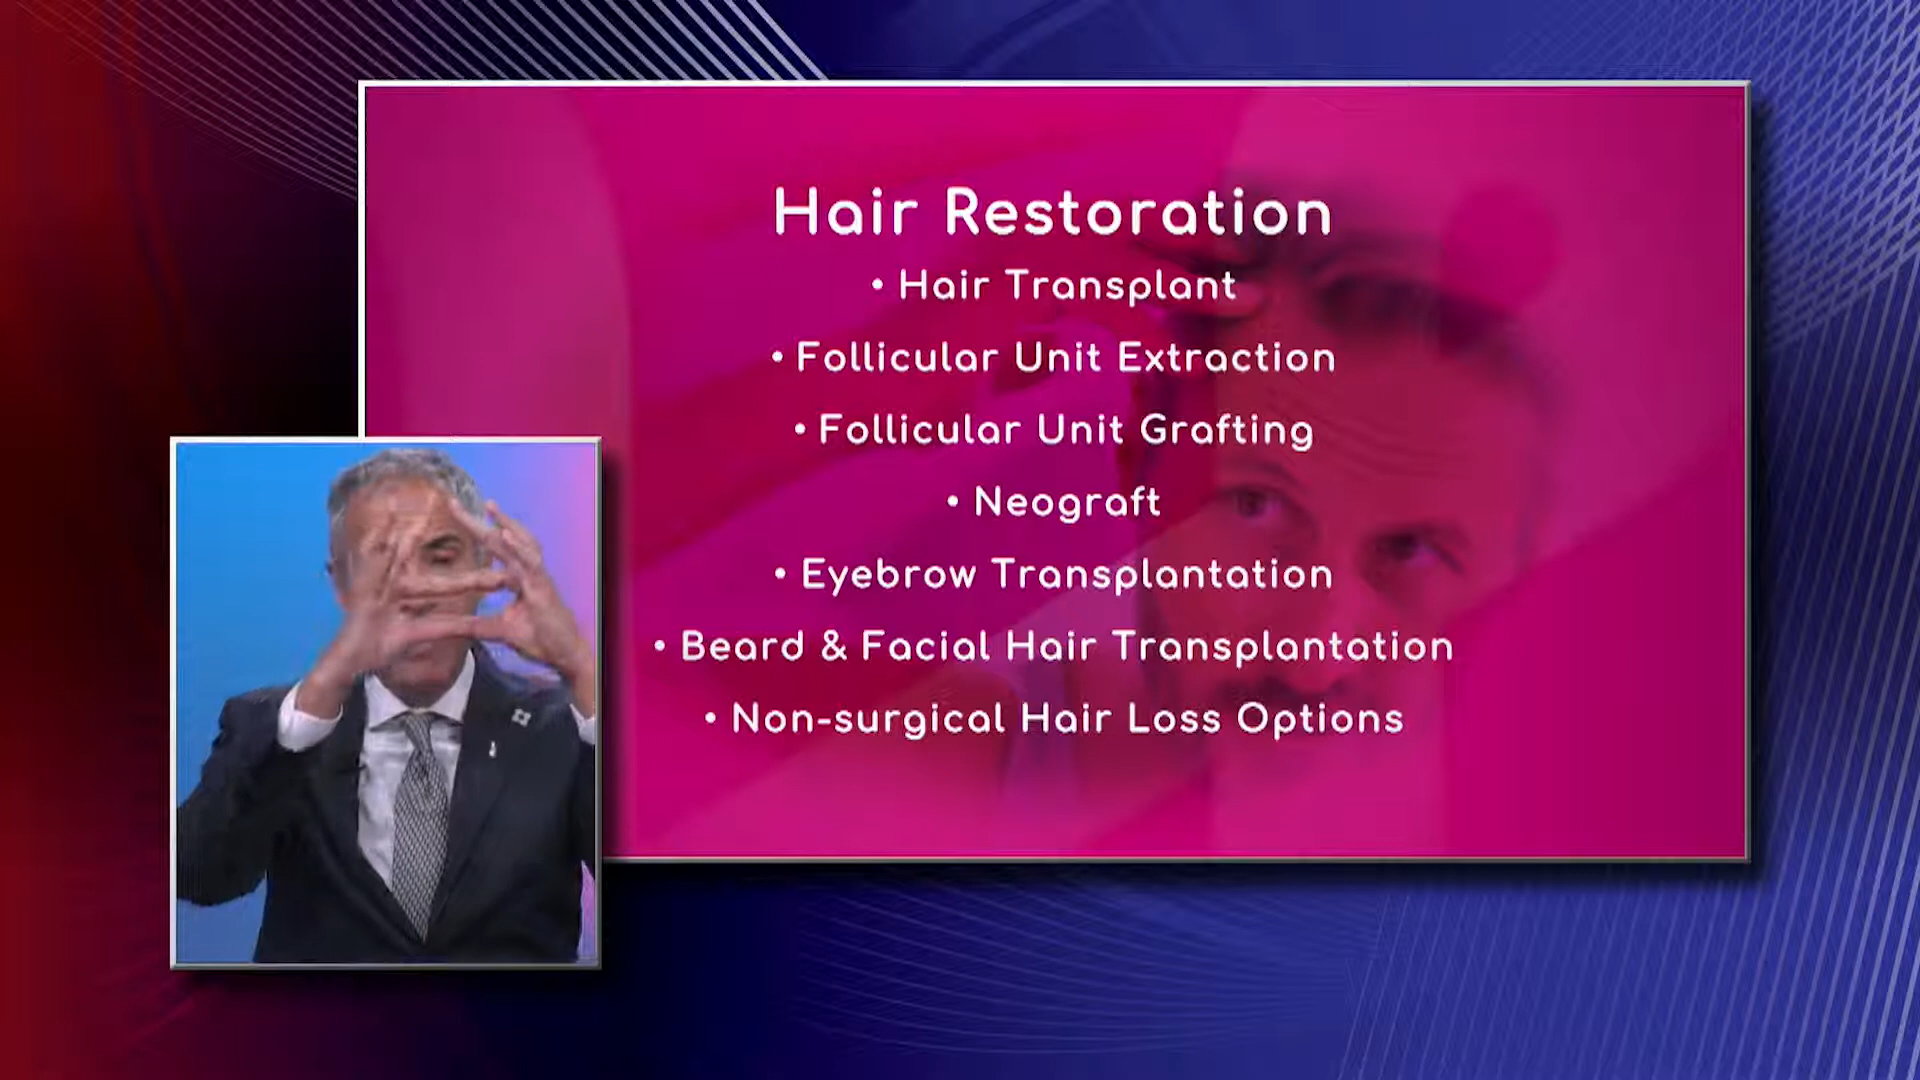 Hair Restoration
• Hair Transplant
• Follicular Unit Extraction
• Follicular Unit Grafting
• Neograft
• Eyebrow Transplantation
• Beard & Facial Hair Transplantation
• Non-surgical Hair Loss Options